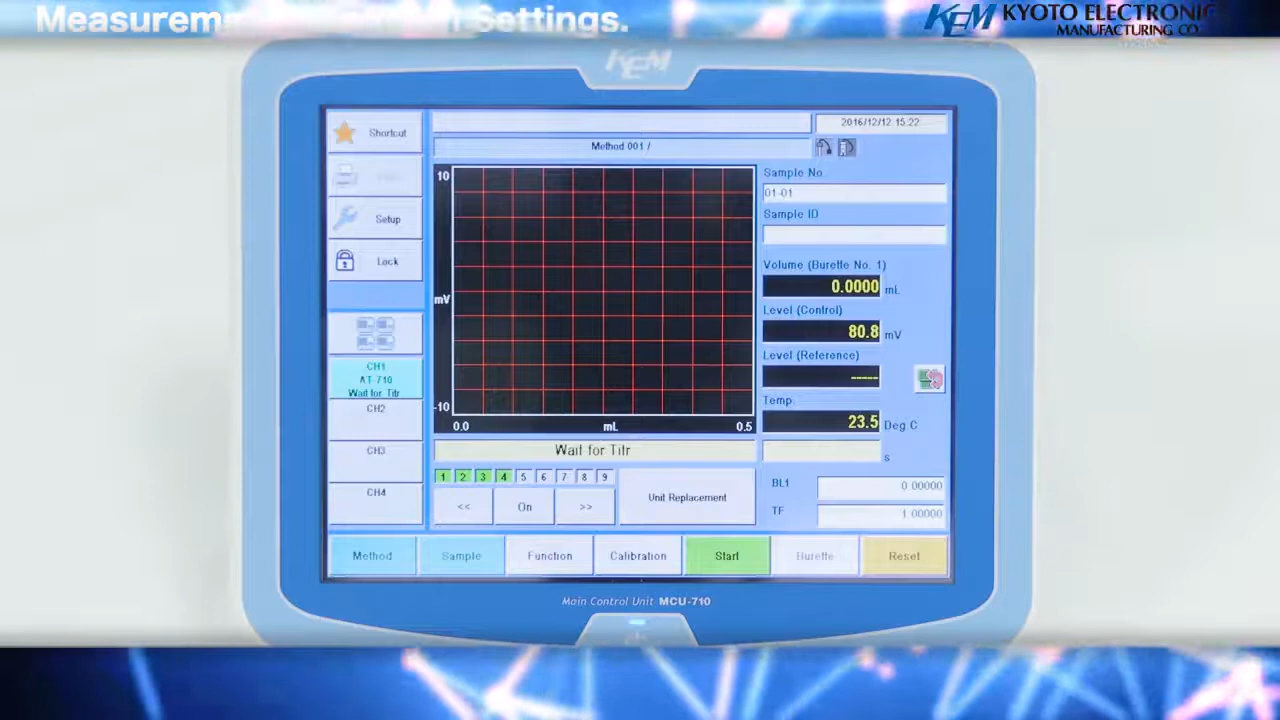 Measurem Settings.
KEM KYOTO ELECTRONIC
MANUFACTURING CO
KEM
Shortcut
2016/12/12 15:22
Method 001 /
Setup
Lock
10
mV
-10
0.0
mL
0.5
Sample No.
01-01
Sample ID
Volume (Burette No. 1)
0.0000 mL
Level (Control)
80.8 mV
Level (Reference)
-----
Temp.
23.5 Deg C
s
CH1
AT-710
Wait for Titr
CH2
CH3
CH4
Wait for Titr
1 2 3 4 5 6 7 8 9
<< On >>
Unit Replacement
BL1 0.00000
TF 1.00000
Method Sample Function Calibration Start Burette Reset
Main Control Unit MCU-710